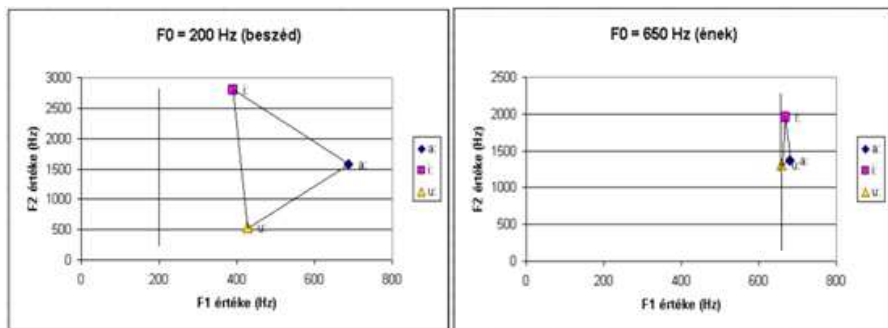 F0 = 200 Hz (beszéd)
3000
2500
2000
1500
1000
500
0
F2 értéke (Hz)
i:
a:
u:
0 200 400 600 800
F1 értéke (Hz)
a:
i:
u:
F0 = 650 Hz (ének)
2500
2000
1500
1000
500
0
F2 értéke (Hz)
i:
a:
u:
0 200 400 600 800
F1 értéke (Hz)
a:
i:
u: